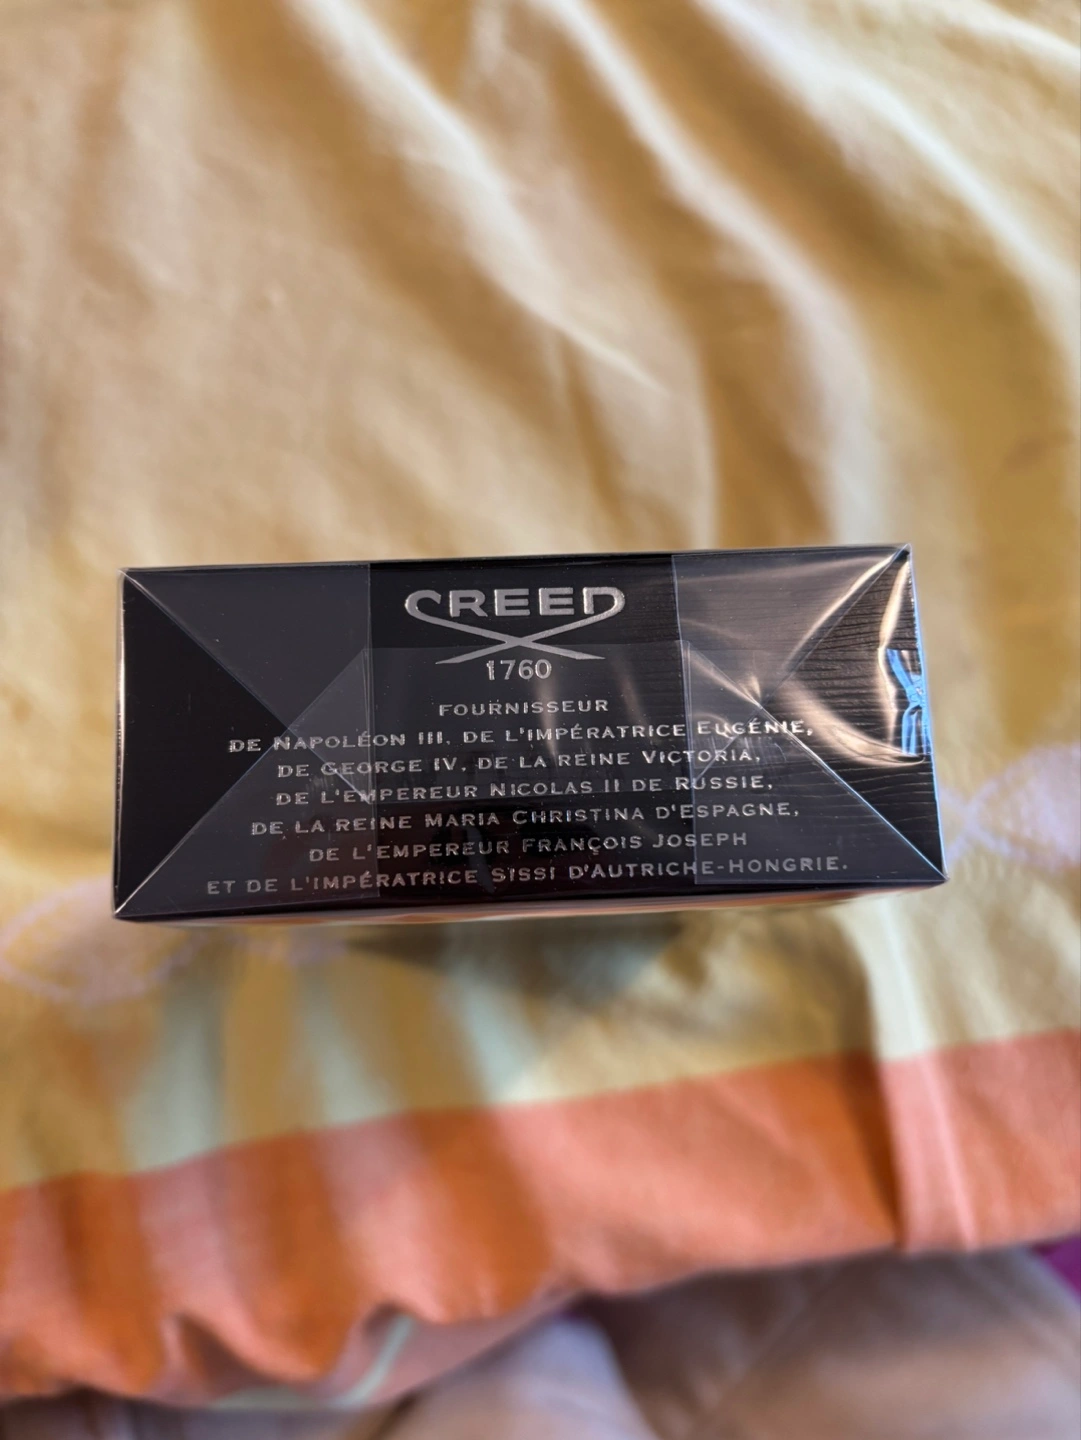 CREED
1760
FOURNISSEUR
DE NAPOLÉON III, DE L'IMPÉRATRICE EUGÉNIE,
DE GEORGE IV, DE LA REINE VICTORIA,
DE L'EMPEREUR NICOLAS II DE RUSSIE,
DE LA REINE MARIA CHRISTINA D'ESPAGNE,
DE L'EMPEREUR FRANÇOIS JOSEPH
ET DE L'IMPÉRATRICE SISSI D'AUTRICHE-HONGRIE.